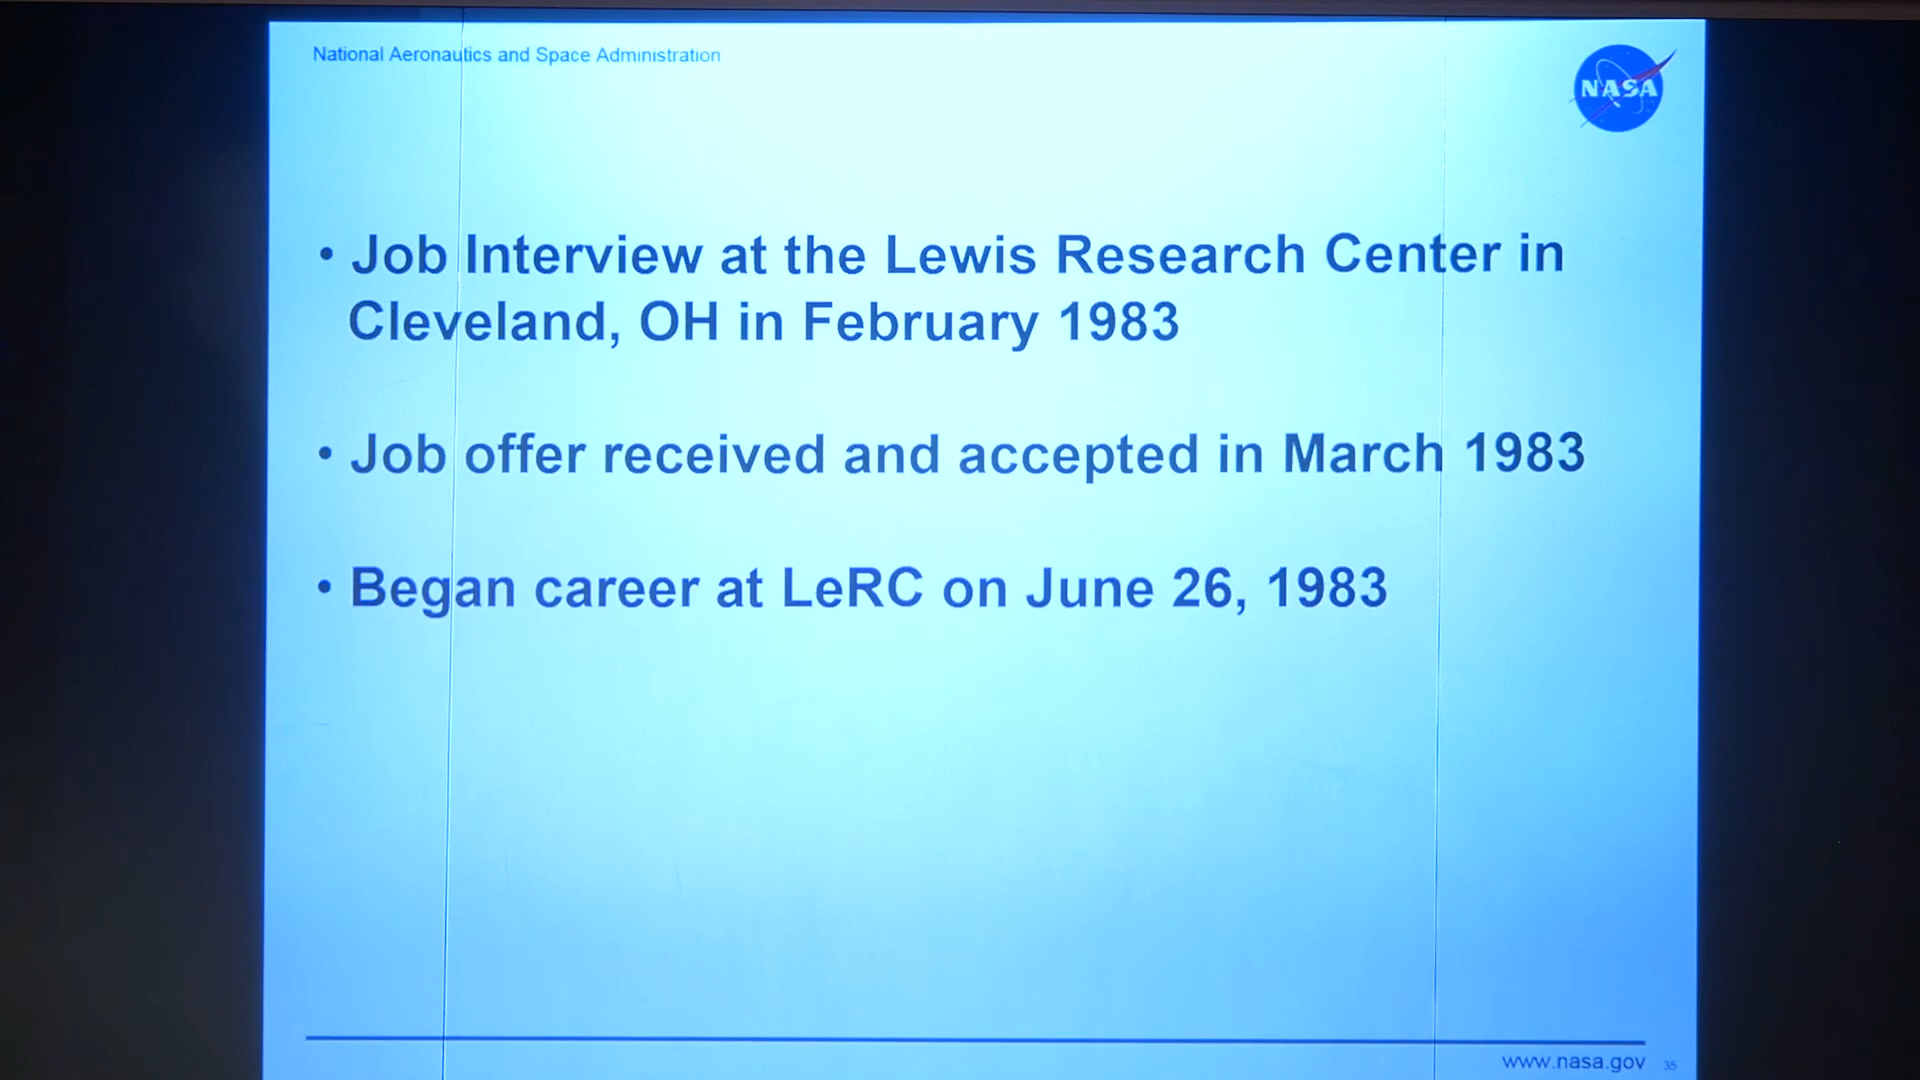 National Aeronautics and Space Administration
NASA
• Job Interview at the Lewis Research Center in
Cleveland, OH in February 1983
• Job offer received and accepted in March 1983
• Began career at LeRC on June 26, 1983
www.nasa.gov 35